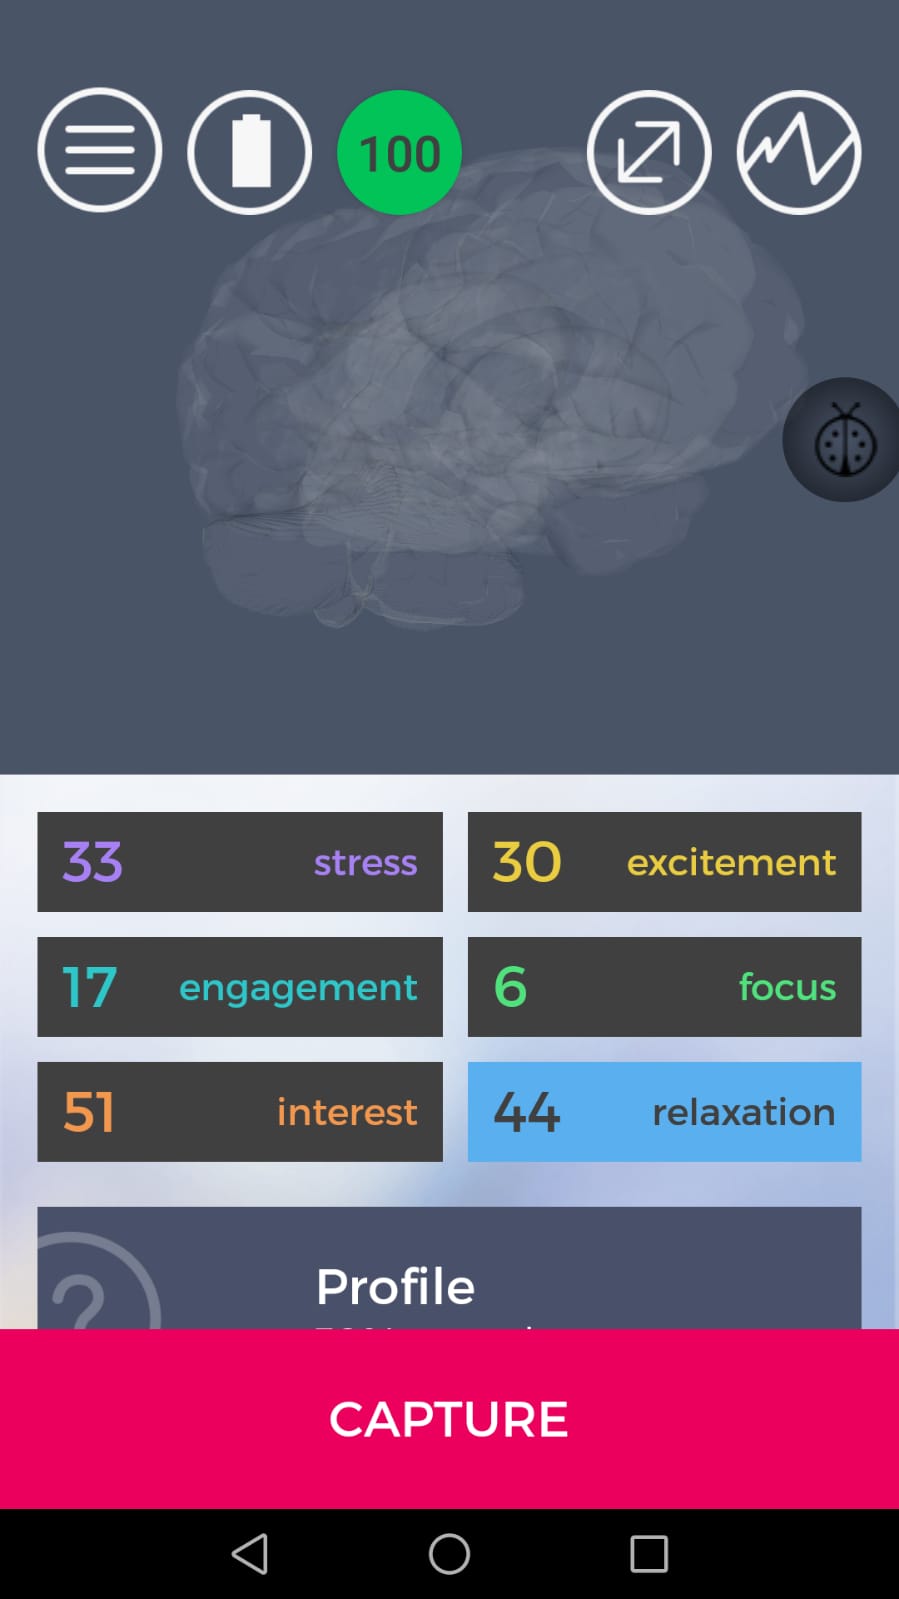 100
33 stress
30 excitement
17 engagement
6 focus
51 interest
44 relaxation
?
Profile
CAPTURE